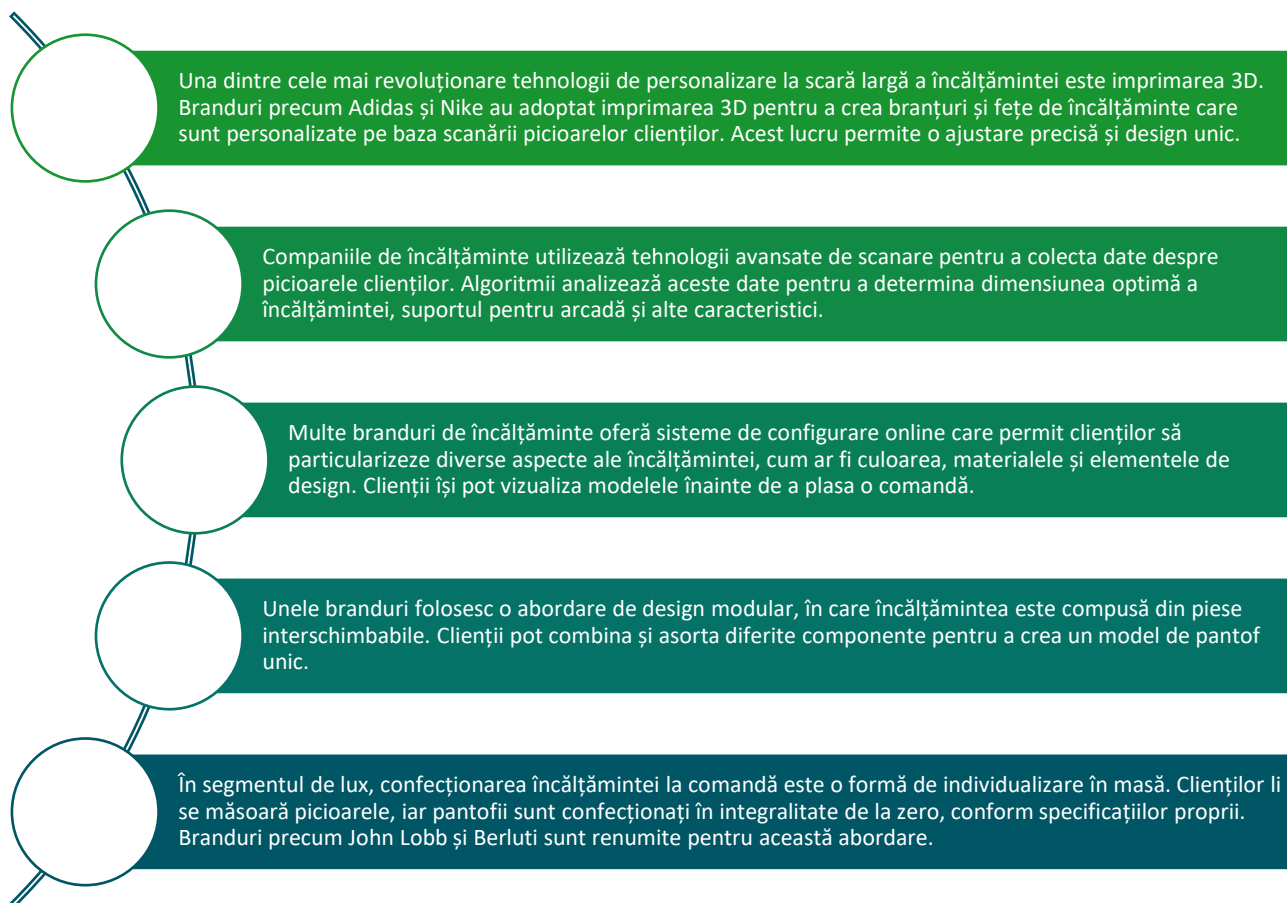 Una dintre cele mai revoluționare tehnologii de personalizare la scară largă a încălțămintei este imprimarea 3D.
Branduri precum Adidas și Nike au adoptat imprimarea 3D pentru a crea branțuri și fețe de încălțăminte care
sunt personalizate pe baza scanării picioarelor clienților. Acest lucru permite o ajustare precisă și design unic.
Companiile de încălțăminte utilizează tehnologii avansate de scanare pentru a colecta date despre
picioarele clienților. Algoritmii analizează aceste date pentru a determina dimensiunea optimă a
încălțămintei, suportul pentru arcadă și alte caracteristici.
Multe branduri de încălțăminte oferă sisteme de configurare online care permit clienților să
particularizeze diverse aspecte ale încălțămintei, cum ar fi culoarea, materialele și elementele de
design. Clienții își pot vizualiza modelele înainte de a plasa o comandă.
Unele branduri folosesc o abordare de design modular, în care încălțămintea este compusă din piese
interschimbabile. Clienții pot combina și asorta diferite componente pentru a crea un model de pantof
unic.
În segmentul de lux, confecționarea încălțămintei la comandă este o formă de individualizare în masă. Clienților li
se măsoară picioarele, iar pantofii sunt confecționați în integralitate de la zero, conform specificațiilor proprii.
Branduri precum John Lobb și Berluti sunt renumite pentru această abordare.